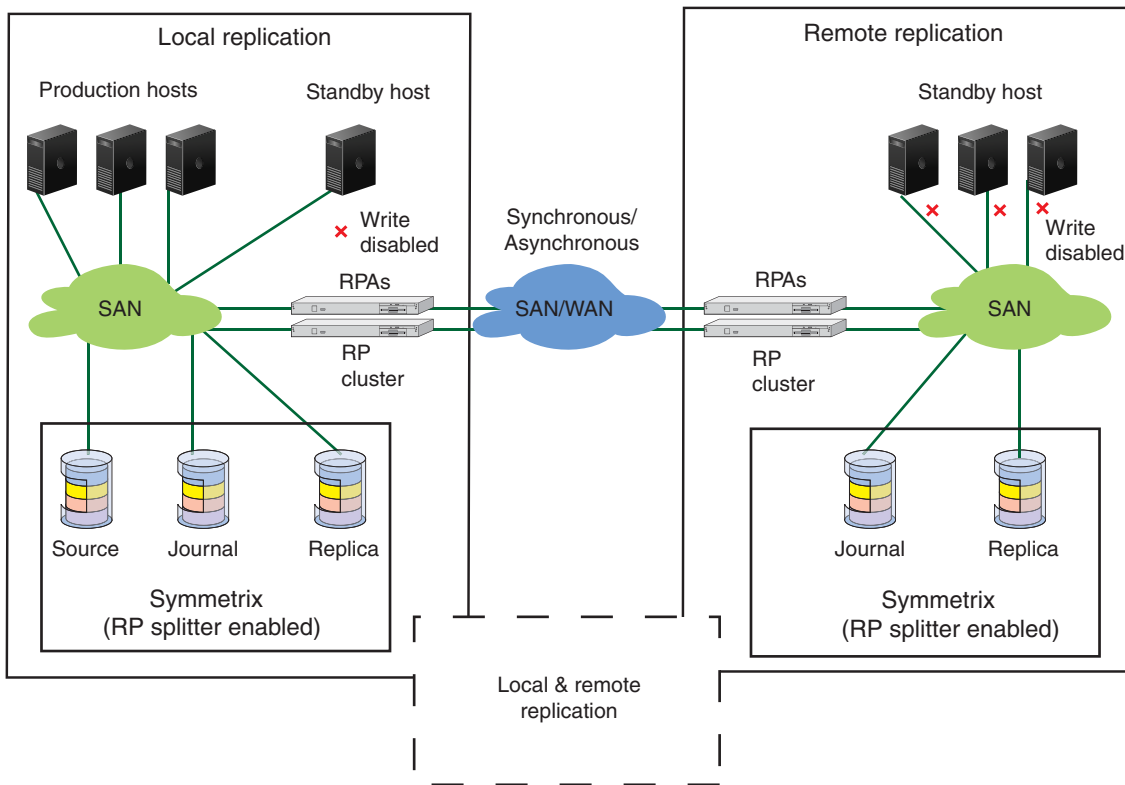 Local replication
Production hosts
Standby host
Write
disabled
SAN
RPAs
RP
cluster
Source
Journal
Replica
Symmetrix
(RP splitter enabled)
Synchronous/
Asynchronous
SAN/WAN
Remote replication
Standby host
Write
disabled
RPAs
SAN
RP
cluster
Journal
Replica
Symmetrix
(RP splitter enabled)
Local & remote
replication